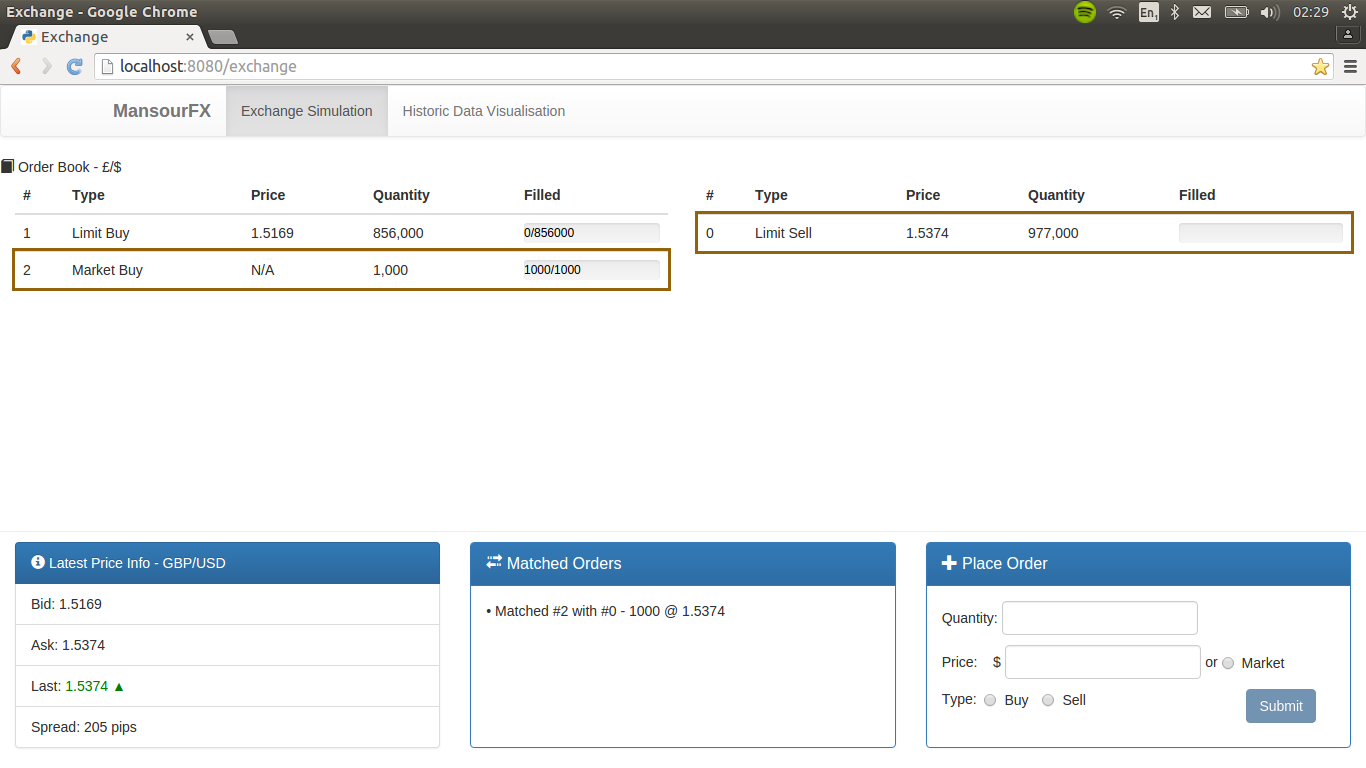 Exchange - Google Chrome
En1 02:29
Exchange ×
localhost:8080/exchange
MansourFX Exchange Simulation Historic Data Visualisation
Order Book - £/$
# Type Price Quantity Filled
1 Limit Buy 1.5169 856,000 0/856000
2 Market Buy N/A 1,000 1000/1000
# Type Price Quantity Filled
0 Limit Sell 1.5374 977,000
Latest Price Info - GBP/USD
Bid: 1.5169
Ask: 1.5374
Last: 1.5374 ▲
Spread: 205 pips
Matched Orders
• Matched #2 with #0 - 1000 @ 1.5374
Place Order
Quantity:
Price: $ or Market
Type: Buy Sell
Submit